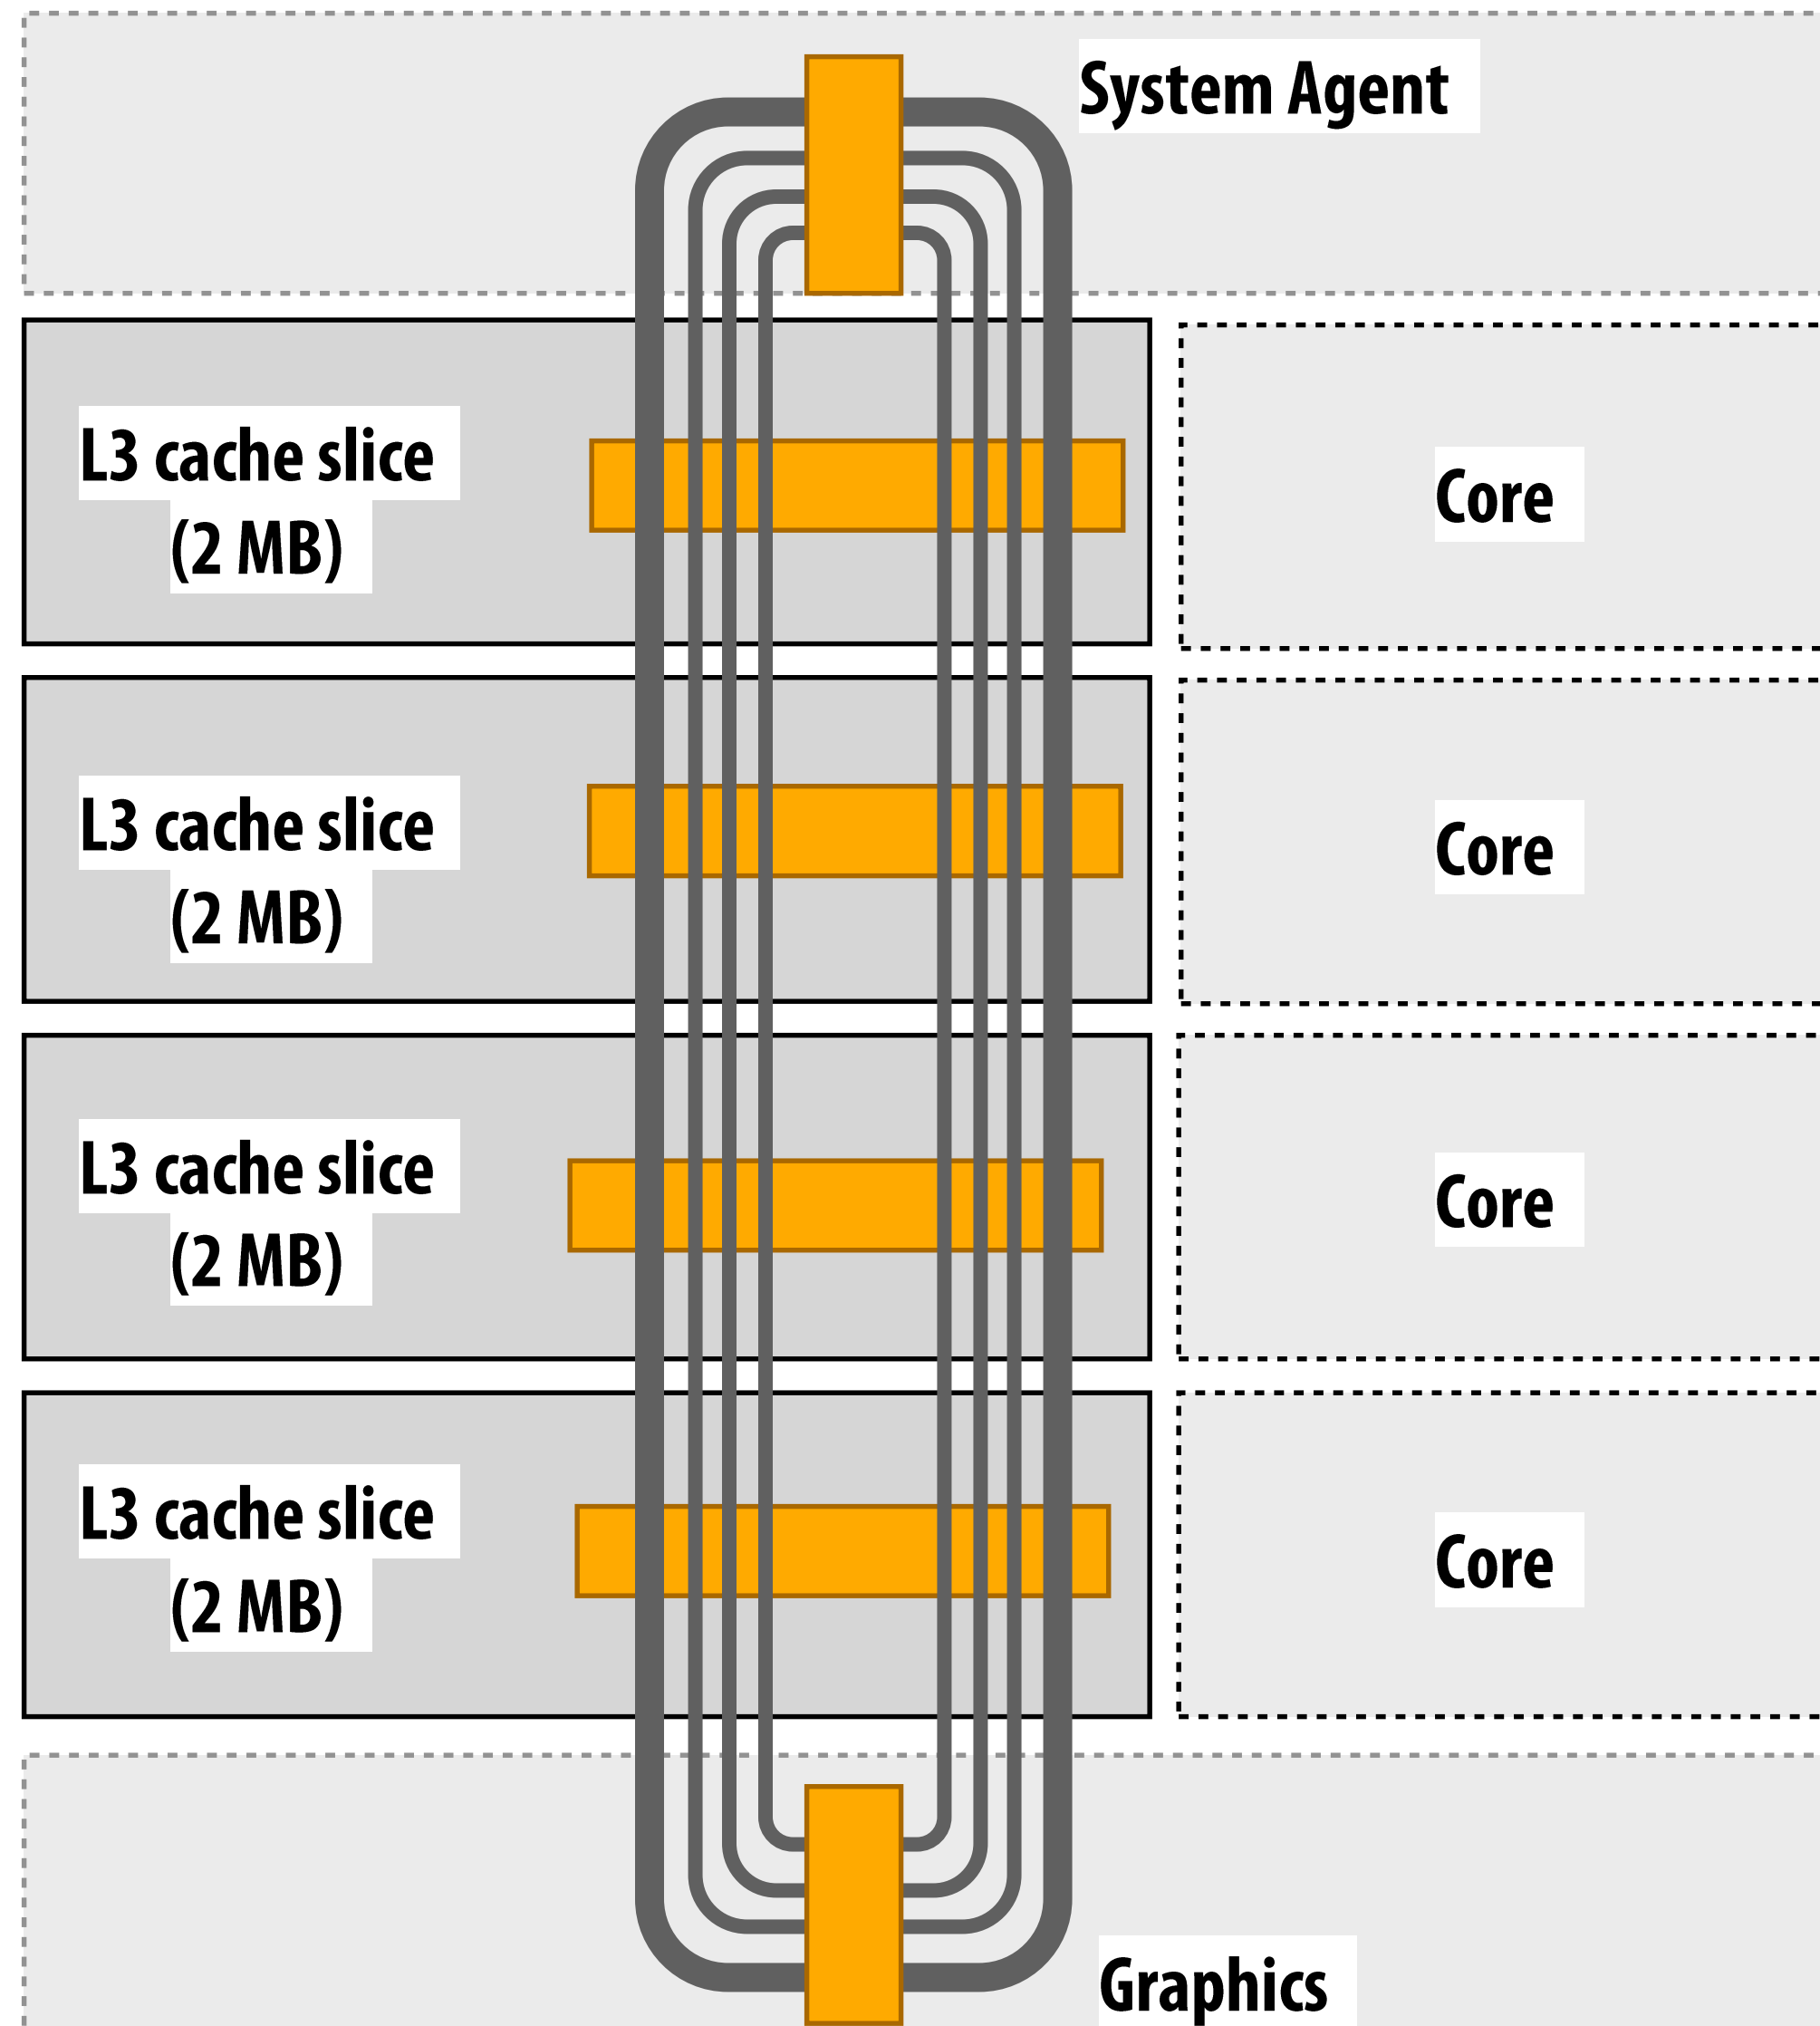 System Agent
L3 cache slice
(2 MB)
Core
L3 cache slice
(2 MB)
Core
L3 cache slice
(2 MB)
Core
L3 cache slice
(2 MB)
Core
Graphics